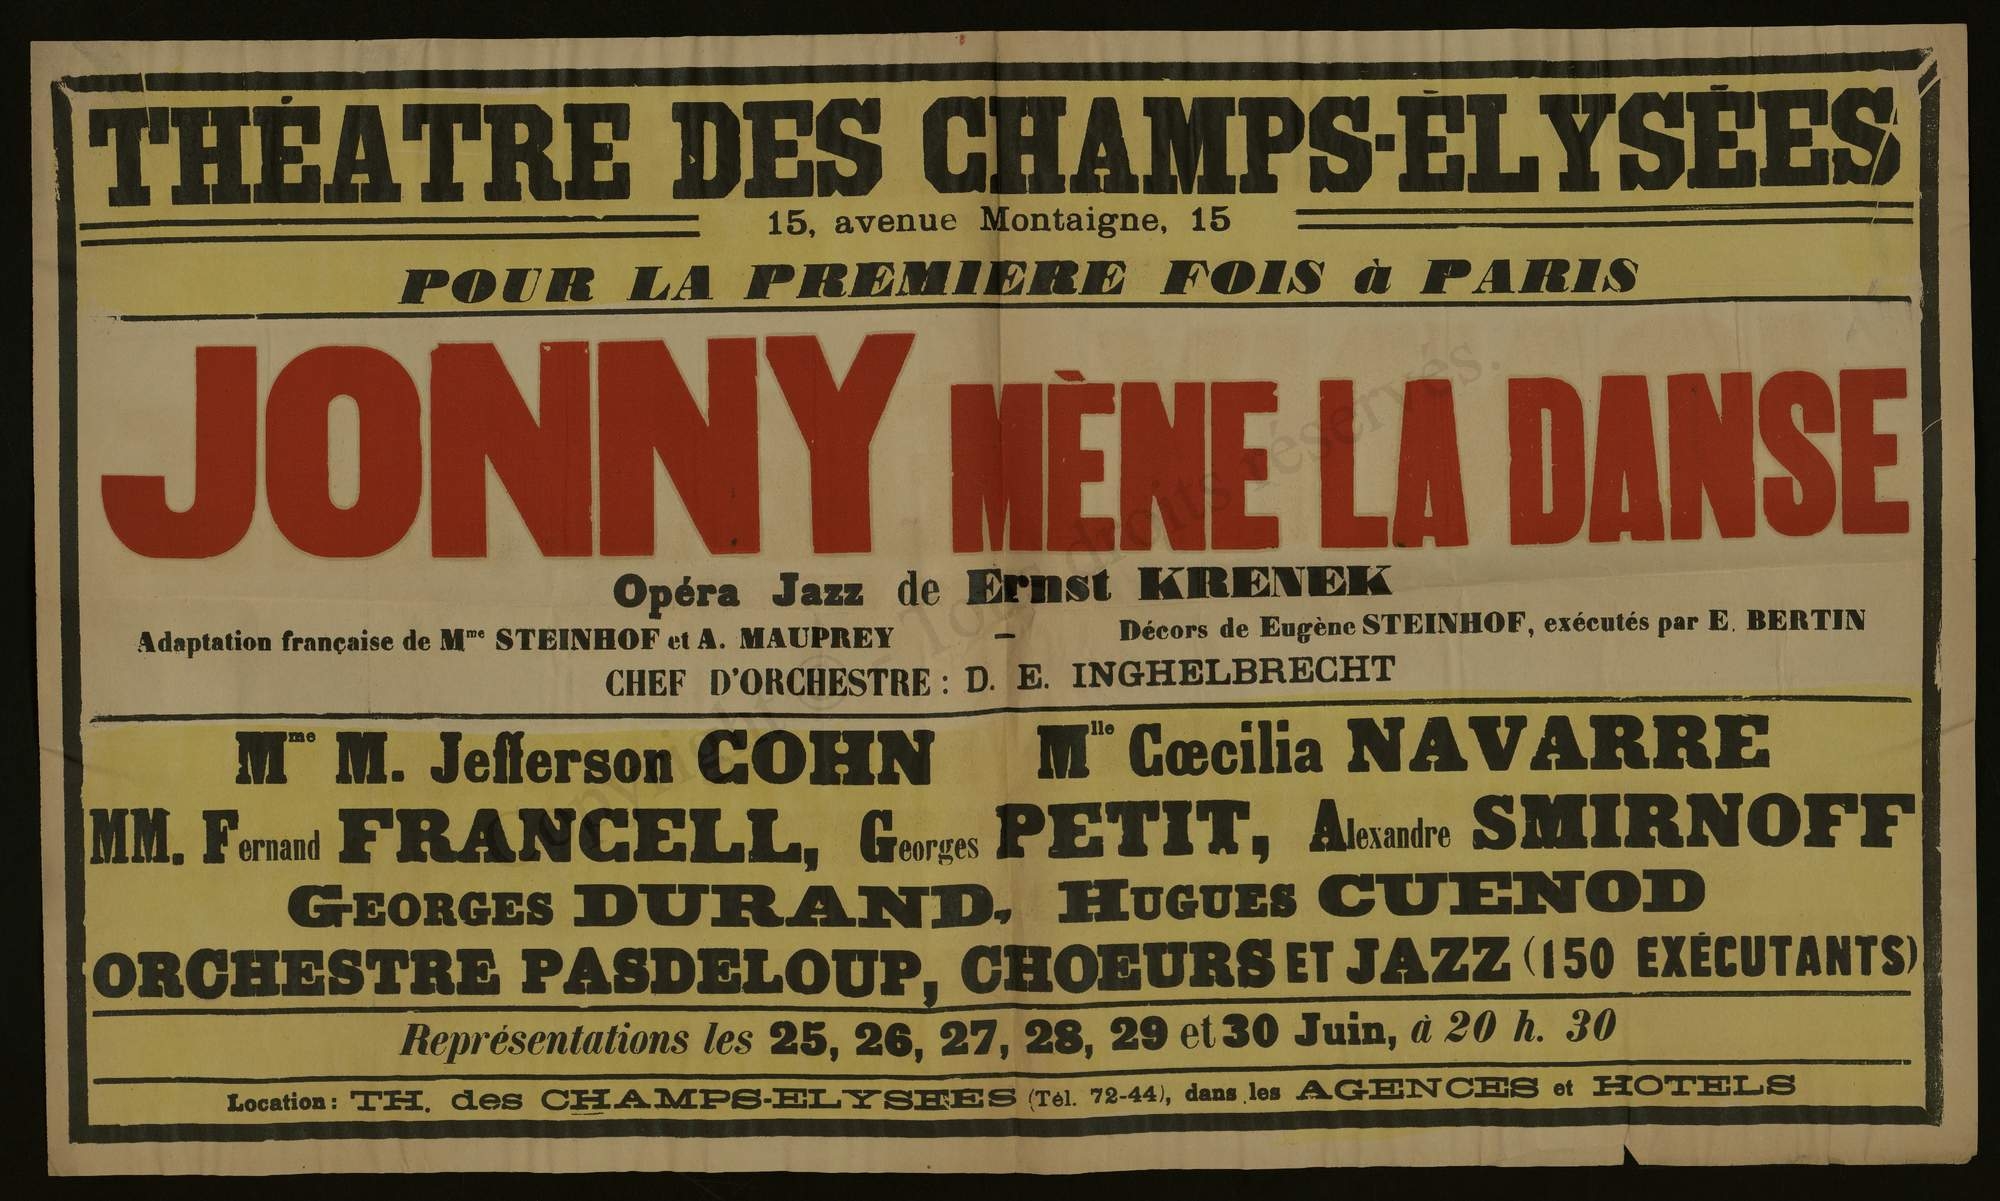 THÉATRE DES CHAMPS-ÉLYSÉES
15, avenue Montaigne, 15
POUR LA PREMIERE FOIS à PARIS
JONNY MÈNE LA DANSE
Opéra Jazz de Ernst KRENEK
Adaptation française de Mme STEINHOF et A. MAUPREY – Décors de Eugène STEINHOF, exécutés par E. BERTIN
CHEF D'ORCHESTRE : D. E. INGHELBRECHT
Mme M. Jefferson COHN Mlle Cœcilia NAVARRE
MM. Fernand FRANCELL, Georges PETIT, Alexandre SMIRNOFF
GEORGES DURAND, HUGUES CUENOD
ORCHESTRE PASDELOUP, CHOEURS ET JAZZ (150 EXÉCUTANTS)
Représentations les 25, 26, 27, 28, 29 et 30 Juin, à 20 h. 30
Location : TH. des CHAMPS-ELYSEES (Tél. 72-44), dans les AGENCES et HOTELS
Copyright © - Tous droits réservés.